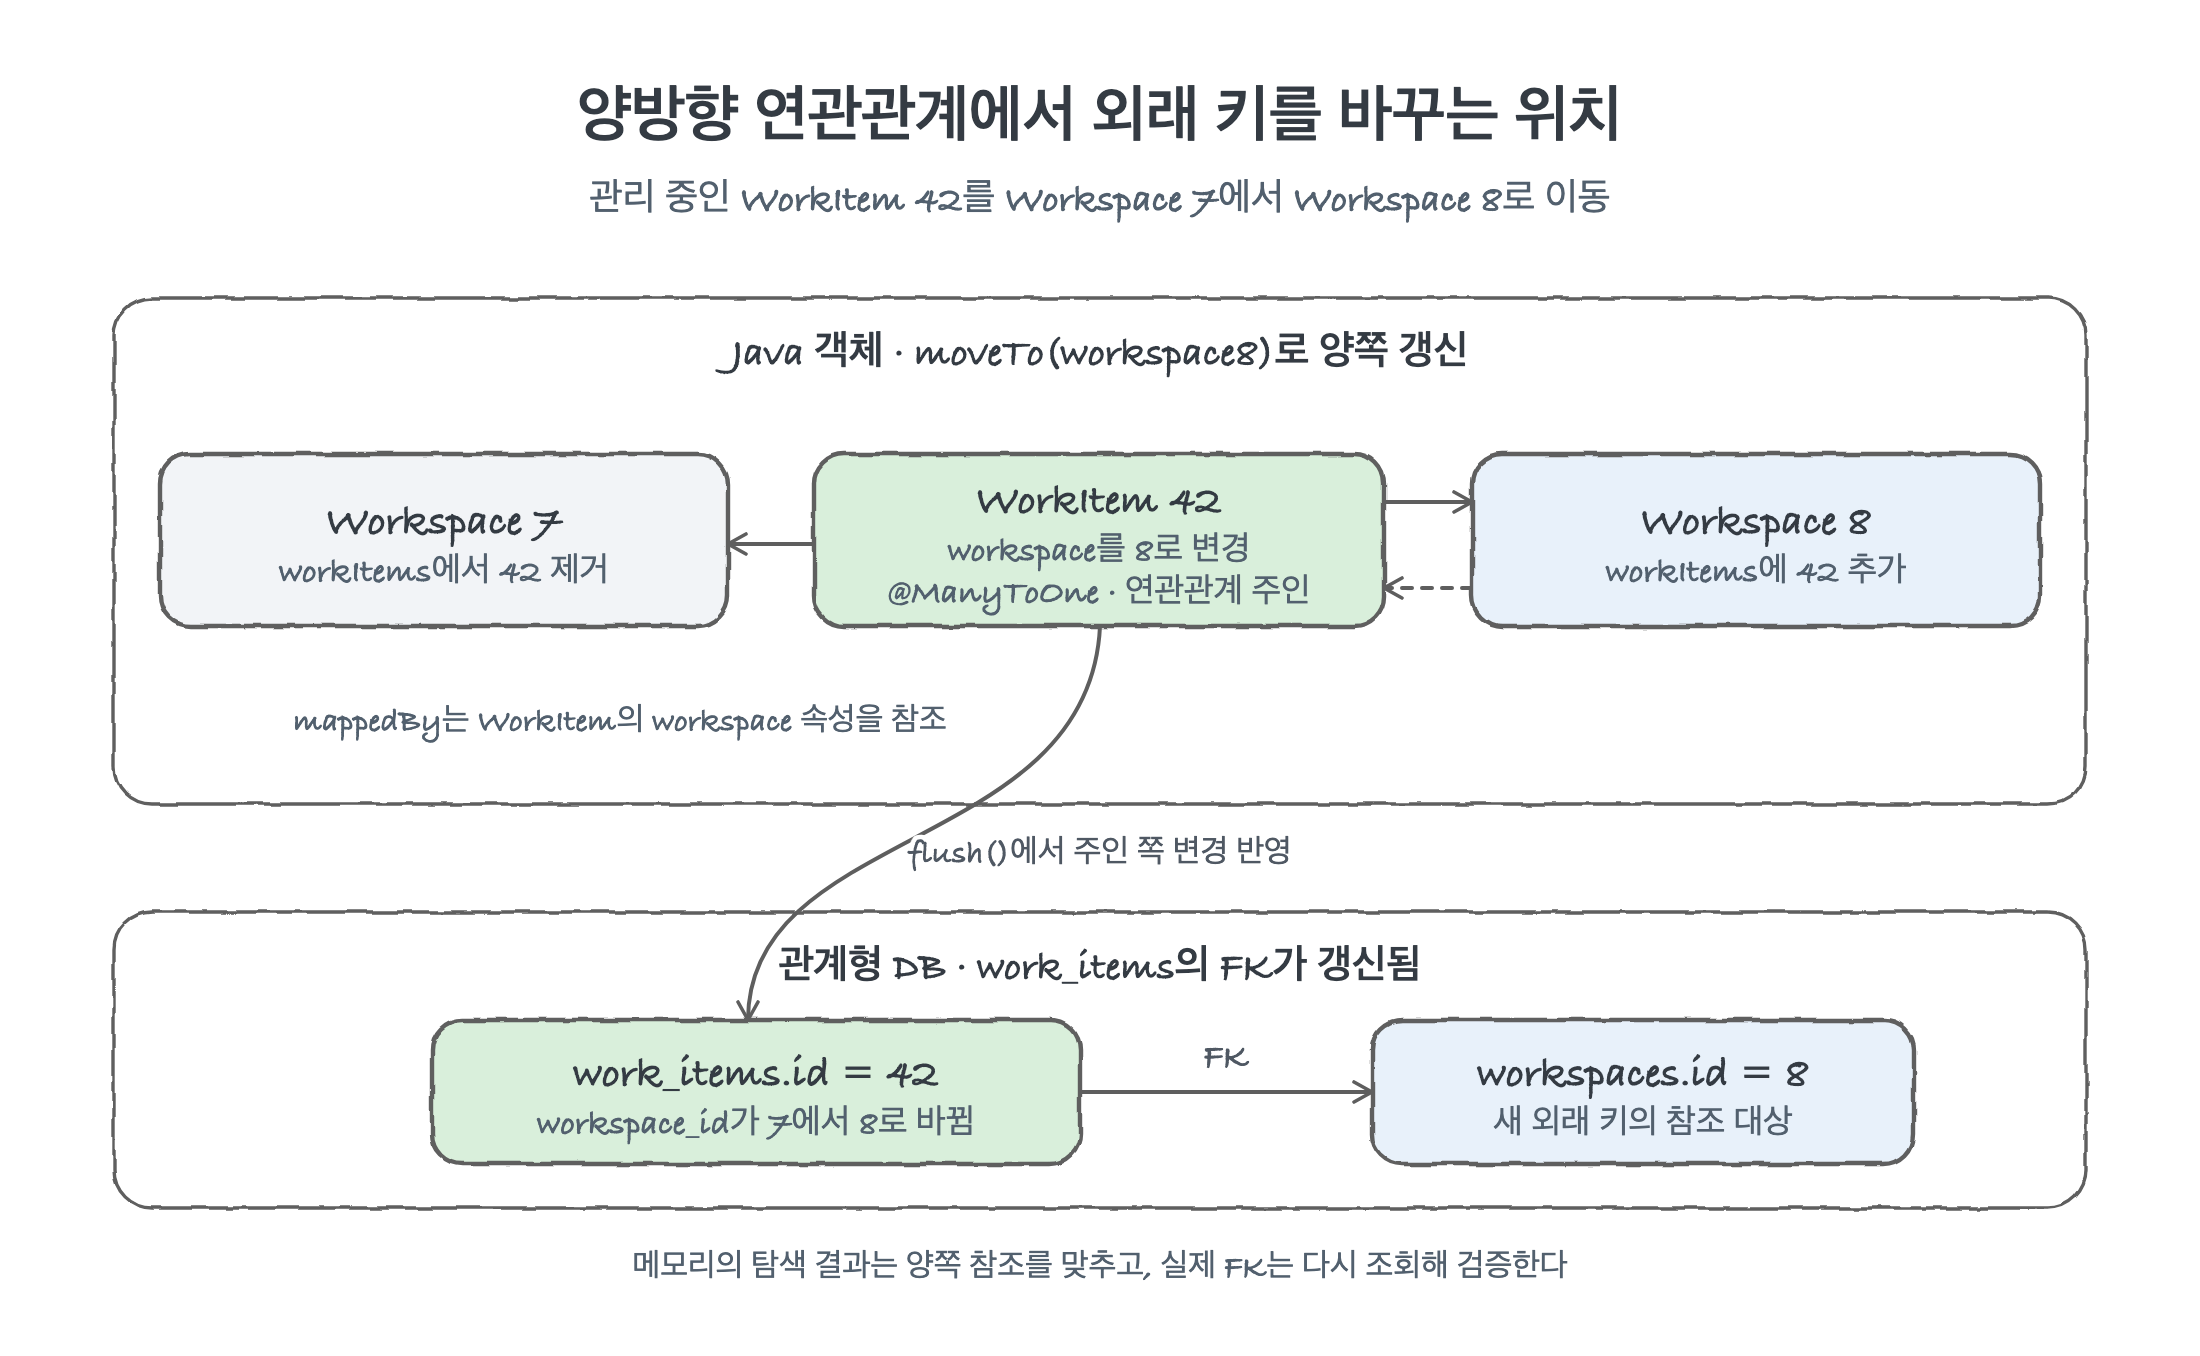 양방향 연관관계에서 외래 키를 바꾸는 위치
관리 중인 WorkItem 42를 Workspace 7에서 Workspace 8로 이동
Java 객체 · moveTo(workspace8)로 양쪽 갱신
Workspace 7
workItems에서 42 제거
WorkItem 42
workspace를 8로 변경
@ManyToOne · 연관관계 주인
Workspace 8
workItems에 42 추가
mappedBy는 WorkItem의 workspace 속성을 참조
flush()에서 주인 쪽 변경 반영
관계형 DB · work_items의 FK가 갱신됨
work_items.id = 42
workspace_id가 7에서 8로 바뀜
FK
workspaces.id = 8
새 외래 키의 참조 대상
메모리의 탐색 결과는 양쪽 참조를 맞추고, 실제 FK는 다시 조회해 검증한다